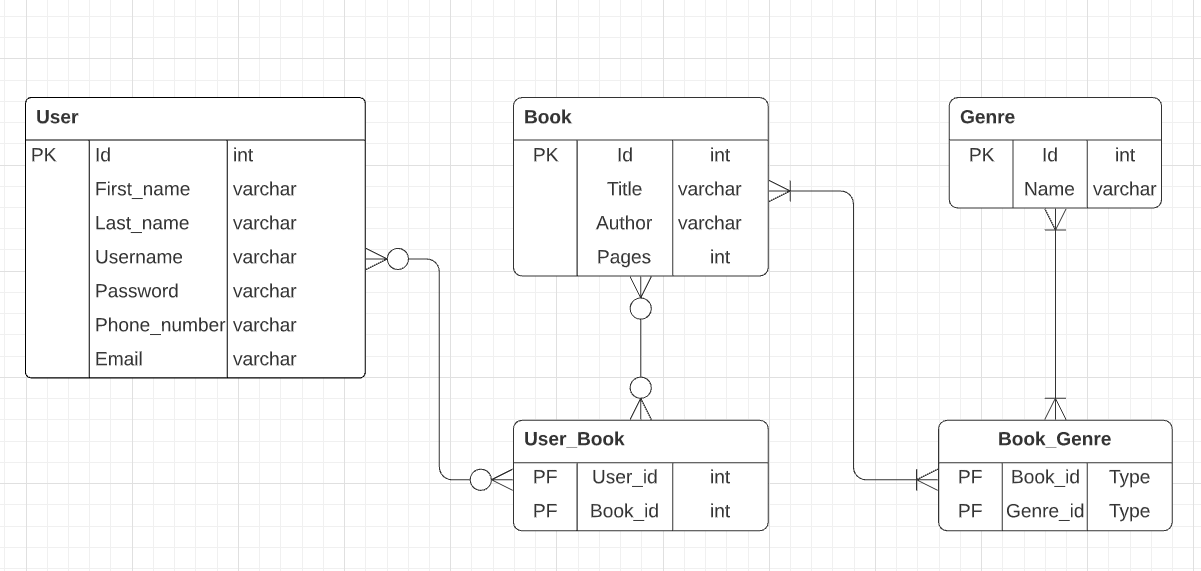 User
PK Id int
First_name varchar
Last_name varchar
Username varchar
Password varchar
Phone_number varchar
Email varchar
Book
PK Id int
Title varchar
Author varchar
Pages int
Genre
PK Id int
Name varchar
User_Book
PF User_id int
PF Book_id int
Book_Genre
PF Book_id Type
PF Genre_id Type